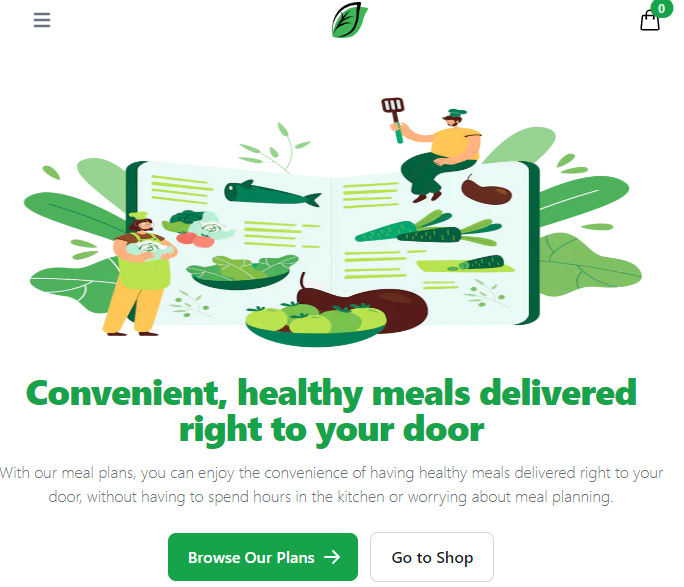 0
Convenient, healthy meals delivered
right to your door
With our meal plans, you can enjoy the convenience of having healthy meals delivered right to your
door, without having to spend hours in the kitchen or worrying about meal planning.
Browse Our Plans
Go to Shop